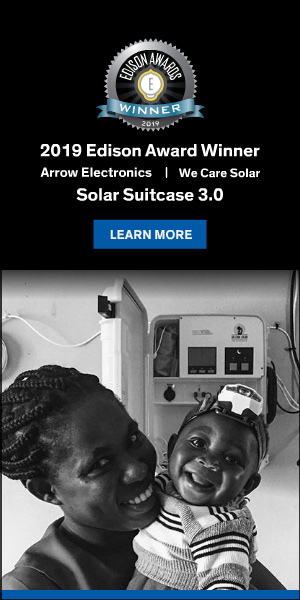 EDISON AWARDS
E
WINNER
2019
2019 Edison Award Winner
Arrow Electronics | We Care Solar
Solar Suitcase 3.0
LEARN MORE